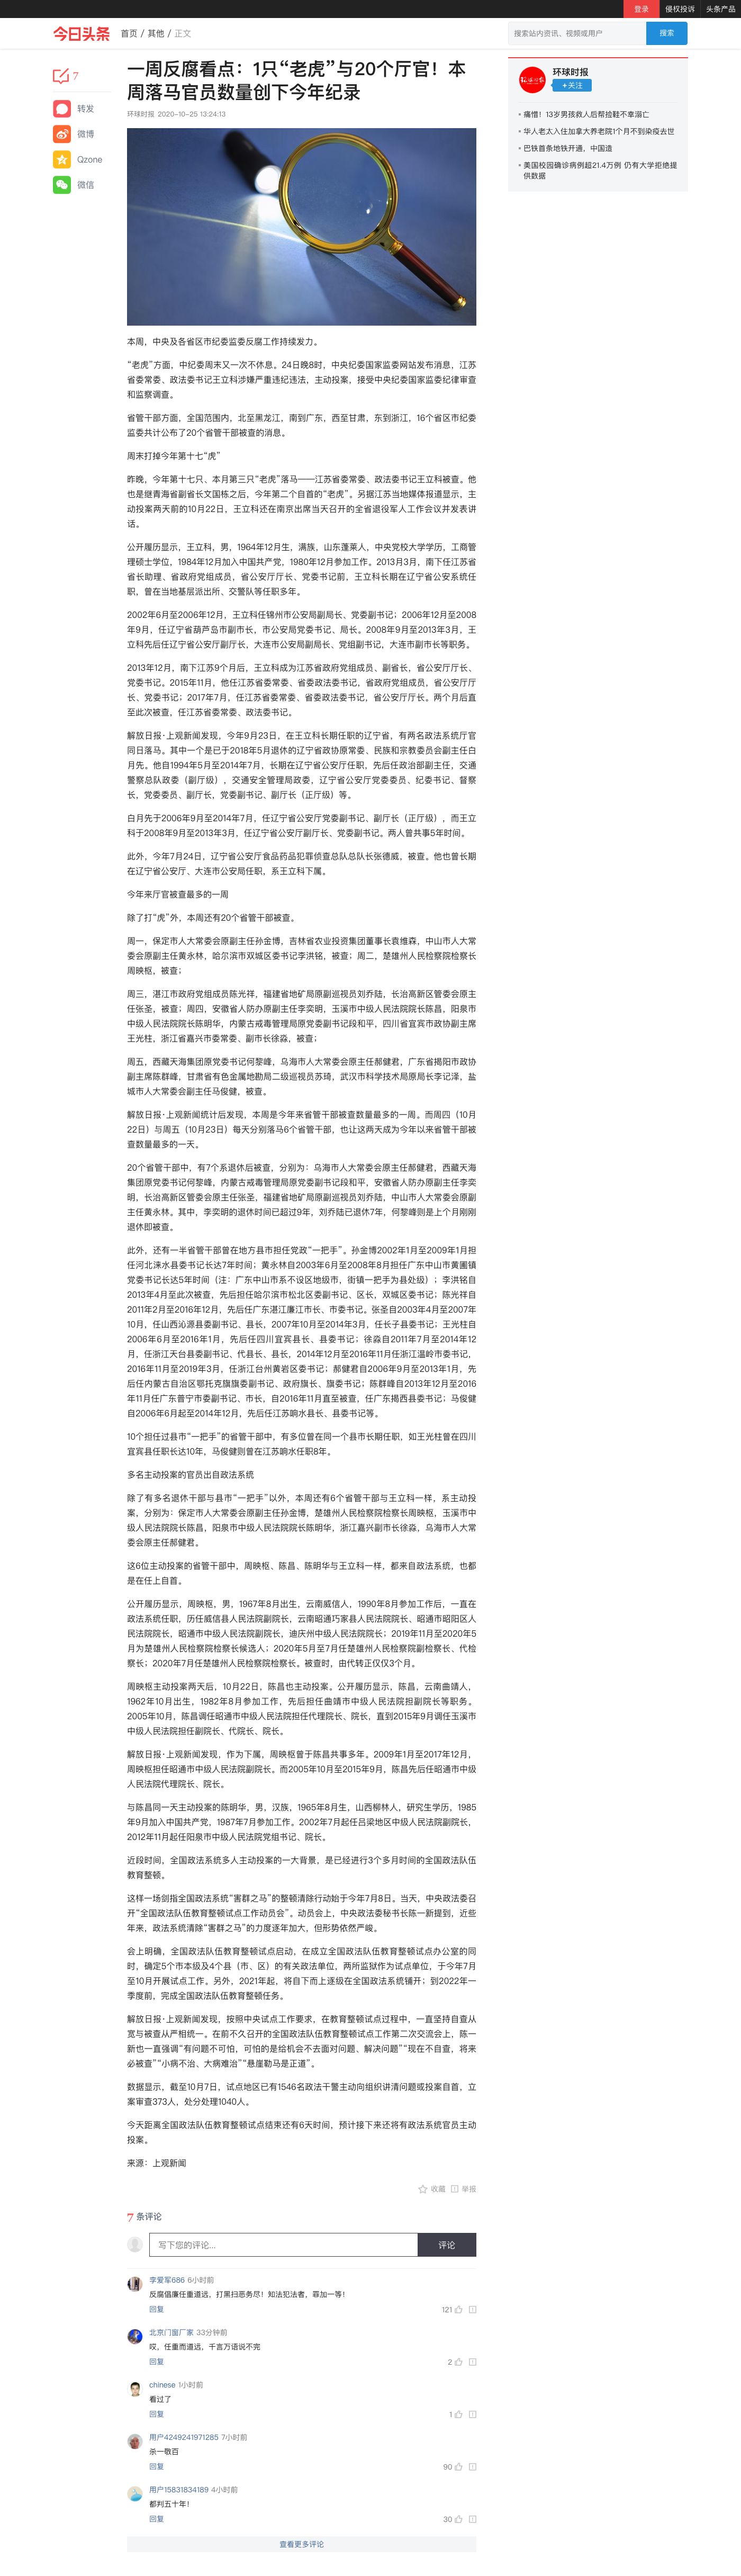 登录 侵权投诉 头条产品
今日头条 首页 / 其他 / 正文
搜索站内资讯、视频或用户 搜索
7
转发
微博
Qzone
微信
一周反腐看点：1只“老虎”与20个厅官！本
周落马官员数量创下今年纪录
环球时报 2020-10-25 13:24:13
本周，中央及各省区市纪委监委反腐工作持续发力。
“老虎”方面，中纪委周末又一次不休息。24日晚8时，中央纪委国家监委网站发布消息，江苏
省委常委、政法委书记王立科涉嫌严重违纪违法，主动投案，接受中央纪委国家监委纪律审查
和监察调查。
省管干部方面，全国范围内，北至黑龙江，南到广东，西至甘肃，东到浙江，16个省区市纪委
监委共计公布了20个省管干部被查的消息。
周末打掉今年第十七“虎”
昨晚，今年第十七只、本月第三只“老虎”落马——江苏省委常委、政法委书记王立科被查。他
也是继青海省副省长文国栋之后，今年第二个自首的“老虎”。另据江苏当地媒体报道显示，主
动投案两天前的10月22日，王立科还在南京出席当天召开的全省退役军人工作会议并发表讲
话。
公开履历显示，王立科，男，1964年12月生，满族，山东蓬莱人，中央党校大学学历，工商管
理硕士学位，1984年12月加入中国共产党，1980年12月参加工作。2013月3月，南下任江苏省
省长助理、省政府党组成员，省公安厅厅长、党委书记前，王立科长期在辽宁省公安系统任
职，曾在当地基层派出所、交警队等任职多年。
2002年6月至2006年12月，王立科任锦州市公安局副局长、党委副书记；2006年12月至2008
年9月，任辽宁省葫芦岛市副市长，市公安局党委书记、局长。2008年9月至2013年3月，王
立科先后任辽宁省公安厅副厅长，大连市公安局副局长、党组副书记，大连市副市长等职务。
2013年12月，南下江苏9个月后，王立科成为江苏省政府党组成员、副省长，省公安厅厅长、
党委书记。2015年11月，他任江苏省委常委、省委政法委书记，省政府党组成员，省公安厅厅
长、党委书记；2017年7月，任江苏省委常委、省委政法委书记，省公安厅厅长。两个月后直
至此次被查，任江苏省委常委、政法委书记。
解放日报·上观新闻发现，今年9月23日，在王立科长期任职的辽宁省，有两名政法系统厅官
同日落马。其中一个是已于2018年5月退休的辽宁省政协原常委、民族和宗教委员会副主任白
月先。他自1994年5月至2014年7月，长期在辽宁省公安厅任职，先后任政治部副主任，交通
警察总队政委（副厅级），交通安全管理局政委，辽宁省公安厅党委委员、纪委书记、督察
长，党委委员、副厅长，党委副书记、副厅长（正厅级）等。
白月先于2006年9月至2014年7月，任辽宁省公安厅党委副书记、副厅长（正厅级），而王立
科于2008年9月至2013年3月，任辽宁省公安厅副厅长、党委副书记。两人曾共事5年时间。
此外，今年7月24日，辽宁省公安厅食品药品犯罪侦查总队总队长张德威，被查。他也曾长期
在辽宁省公安厅、大连市公安局任职，系王立科下属。
今年来厅官被查最多的一周
除了打“虎”外，本周还有20个省管干部被查。
周一，保定市人大常委会原副主任孙金博，吉林省农业投资集团董事长袁维森，中山市人大常
委会原副主任黄永林，哈尔滨市双城区委书记李洪铭，被查；周二，楚雄州人民检察院检察长
周映枢，被查；
周三，湛江市政府党组成员陈光祥，福建省地矿局原副巡视员刘乔陆，长治高新区管委会原主
任张圣，被查；周四，安徽省人防办原副主任李奕明，玉溪市中级人民法院院长陈昌，阳泉市
中级人民法院院长陈明华，内蒙古戒毒管理局原党委副书记段和平，四川省宜宾市政协副主席
王光柱，浙江省嘉兴市委常委、副市长徐淼，被查；
周五，西藏天海集团原党委书记何黎峰，乌海市人大常委会原主任郝健君，广东省揭阳市政协
副主席陈群峰，甘肃省有色金属地勘局二级巡视员苏琦，武汉市科学技术局原局长李记泽，盐
城市人大常委会副主任马俊健，被查。
解放日报·上观新闻统计后发现，本周是今年来省管干部被查数量最多的一周。而周四（10月
22日）与周五（10月23日）每天分别落马6个省管干部，也让这两天成为今年以来省管干部被
查数量最多的一天。
20个省管干部中，有7个系退休后被查，分别为：乌海市人大常委会原主任郝健君，西藏天海
集团原党委书记何黎峰，内蒙古戒毒管理局原党委副书记段和平，安徽省人防办原副主任李奕
明，长治高新区管委会原主任张圣，福建省地矿局原副巡视员刘乔陆，中山市人大常委会原副
主任黄永林。其中，李奕明的退休时间已超过9年，刘乔陆已退休7年，何黎峰则是上个月刚刚
退休即被查。
此外，还有一半省管干部曾在地方县市担任党政“一把手”。孙金博2002年1月至2009年1月担
任河北涞水县委书记长达7年时间；黄永林自2003年6月至2008年8月担任广东中山市黄圃镇
党委书记长达5年时间（注：广东中山市系不设区地级市，街镇一把手为县处级）；李洪铭自
2013年4月至此次被查，先后担任哈尔滨市松北区委副书记、区长，双城区委书记；陈光祥自
2011年2月至2016年12月，先后任广东湛江廉江市长、市委书记。张圣自2003年4月至2007年
10月，任山西沁源县委副书记、县长，2007年10月至2014年3月，任长子县委书记；王光柱自
2006年6月至2016年1月，先后任四川宜宾县长、县委书记；徐淼自2011年7月至2014年12
月，任浙江天台县委副书记、代县长、县长，2014年12月至2016年11月任浙江温岭市委书记，
2016年11月至2019年3月，任浙江台州黄岩区委书记；郝健君自2006年9月至2013年1月，先
后任内蒙古自治区鄂托克旗旗委副书记、政府旗长、旗委书记；陈群峰自2013年12月至2016
年11月任广东普宁市委副书记、市长，自2016年11月直至被查，任广东揭西县委书记；马俊健
自2006年6月起至2014年12月，先后任江苏响水县长、县委书记等。
10个担任过县市“一把手”的省管干部中，有多位曾在同一个县市长期任职，如王光柱曾在四川
宜宾县任职长达10年，马俊健则曾在江苏响水任职8年。
多名主动投案的官员出自政法系统
除了有多名退休干部与县市“一把手”以外，本周还有6个省管干部与王立科一样，系主动投
案，分别为：保定市人大常委会原副主任孙金博，楚雄州人民检察院检察长周映枢，玉溪市中
级人民法院院长陈昌，阳泉市中级人民法院院长陈明华，浙江嘉兴副市长徐淼，乌海市人大常
委会原主任郝健君。
这6位主动投案的省管干部中，周映枢、陈昌、陈明华与王立科一样，都来自政法系统，也都
是在任上自首。
公开履历显示，周映枢，男，1967年8月出生，云南威信人，1990年8月参加工作后，一直在
政法系统任职，历任威信县人民法院副院长，云南昭通巧家县人民法院院长、昭通市昭阳区人
民法院院长，昭通市中级人民法院副院长，迪庆州中级人民法院院长；2019年11月至2020年5
月为楚雄州人民检察院检察长候选人；2020年5月至7月任楚雄州人民检察院副检察长、代检
察长；2020年7月任楚雄州人民检察院检察长。被查时，由代转正仅仅3个月。
周映枢主动投案两天后，10月22日，陈昌也主动投案。公开履历显示，陈昌，云南曲靖人，
1962年10月出生，1982年8月参加工作，先后担任曲靖市中级人民法院担副院长等职务。
2005年10月，陈昌调任昭通市中级人民法院担任代理院长、院长，直到2015年9月调任玉溪市
中级人民法院担任副院长、代院长、院长。
解放日报·上观新闻发现，作为下属，周映枢曾于陈昌共事多年。2009年1月至2017年12月，
周映枢担任昭通市中级人民法院副院长。而2005年10月至2015年9月，陈昌先后任昭通市中级
人民法院代理院长、院长。
与陈昌同一天主动投案的陈明华，男，汉族，1965年8月生，山西柳林人，研究生学历，1985
年9月加入中国共产党，1987年7月参加工作。2002年7月起任吕梁地区中级人民法院副院长，
2012年11月起任阳泉市中级人民法院党组书记、院长。
近段时间，全国政法系统多人主动投案的一大背景，是已经进行3个多月时间的全国政法队伍
教育整顿。
这样一场剑指全国政法系统“害群之马”的整顿清除行动始于今年7月8日。当天，中央政法委召
开“全国政法队伍教育整顿试点工作动员会”。动员会上，中央政法委秘书长陈一新提到，近些
年来，政法系统清除“害群之马”的力度逐年加大，但形势依然严峻。
会上明确，全国政法队伍教育整顿试点启动，在成立全国政法队伍教育整顿试点办公室的同
时，确定5个市本级及4个县（市、区）的有关政法单位，两所监狱作为试点单位，于今年7月
至10月开展试点工作。另外，2021年起，将自下而上逐级在全国政法系统铺开；到2022年一
季度前，完成全国政法队伍教育整顿任务。
解放日报·上观新闻发现，按照中央试点工作要求，在教育整顿试点过程中，一直坚持自查从
宽与被查从严相统一。在前不久召开的全国政法队伍教育整顿试点工作第二次交流会上，陈一
新也一直强调“有问题不可怕，可怕的是给机会不去面对问题、解决问题”“现在不自查，将来
必被查”“小病不治、大病难治”“悬崖勒马是正道”。
数据显示，截至10月7日，试点地区已有1546名政法干警主动向组织讲清问题或投案自首，立
案审查373人，处分处理1040人。
今天距离全国政法队伍教育整顿试点结束还有6天时间，预计接下来还将有政法系统官员主动
投案。
来源：上观新闻
收藏 举报
7 条评论
写下您的评论... 评论
李爱军686 6小时前
反腐倡廉任重道远，打黑扫恶务尽！知法犯法者，罪加一等！
回复 121
北京门窗厂家 33分钟前
哎，任重而道远，千言万语说不完
回复 2
chinese 1小时前
看过了
回复 1
用户4249241971285 7小时前
杀一敬百
回复 90
用户15831834189 4小时前
都判五十年！
回复 30
查看更多评论
环球时报
+关注
痛惜！13岁男孩救人后帮捡鞋不幸溺亡
华人老太入住加拿大养老院1个月不到染疫去世
巴铁首条地铁开通，中国造
美国校园确诊病例超21.4万例 仍有大学拒绝提
供数据